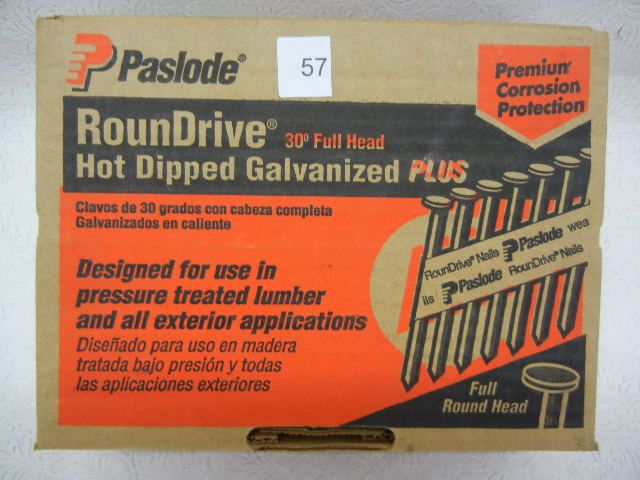 Paslode®
57
Premium
Corrosion
Protection
RounDrive® 30° Full Head
Hot Dipped Galvanized PLUS
Clavos de 30 grados con cabeza completa
Galvanizados en caliente
Designed for use in
pressure treated lumber
and all exterior applications
Diseñado para uso en madera
tratada bajo presión y todas
las aplicaciones exteriores
RounDrive® Nails Paslode wea
ils Paslode RounDrive® Nails
Full
Round Head